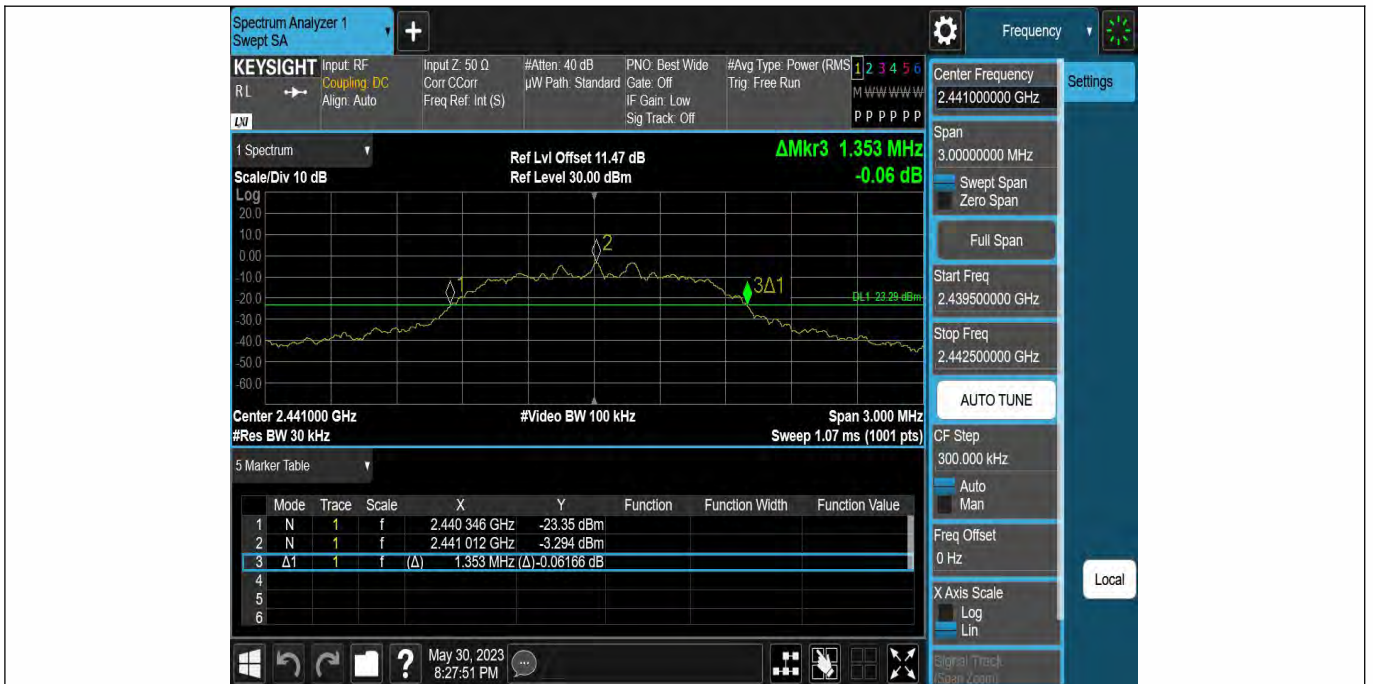 Spectrum Analyzer 1
Swept SA
+
Frequency
KEYSIGHT
R L
LXI
Input: RF
Coupling: DC
Align: Auto
Input Z: 50 Ω
Corr CCorr
Freq Ref: Int (S)
#Atten: 40 dB
µW Path: Standard
PNO: Best Wide
Gate: Off
IF Gain: Low
Sig Track: Off
#Avg Type: Power (RMS
Trig: Free Run
1 2 3 4 5 6
M W W W W W
P P P P P P
1 Spectrum
Scale/Div 10 dB
Ref Lvl Offset 11.47 dB
Ref Level 30.00 dBm
ΔMkr3 1.353 MHz
-0.06 dB
Log
20.0
10.0
0.00
-10.0
-20.0
-30.0
-40.0
-50.0
-60.0
1
2
3Δ1
DL1 -23.29 dBm
Center 2.441000 GHz
#Video BW 100 kHz
Span 3.000 MHz
#Res BW 30 kHz
Sweep 1.07 ms (1001 pts)
5 Marker Table
Mode Trace Scale X Y Function Function Width Function Value
1 N 1 f 2.440 346 GHz -23.35 dBm
2 N 1 f 2.441 012 GHz -3.294 dBm
3 Δ1 1 f (Δ) 1.353 MHz (Δ) -0.06166 dB
4
5
6
?
May 30, 2023
8:27:51 PM
Center Frequency
2.441000000 GHz
Settings
Span
3.00000000 MHz
Swept Span
Zero Span
Full Span
Start Freq
2.439500000 GHz
Stop Freq
2.442500000 GHz
AUTO TUNE
CF Step
300.000 kHz
Auto
Man
Freq Offset
0 Hz
X Axis Scale
Log
Lin
Signal Track
(Span Zoom)
Local